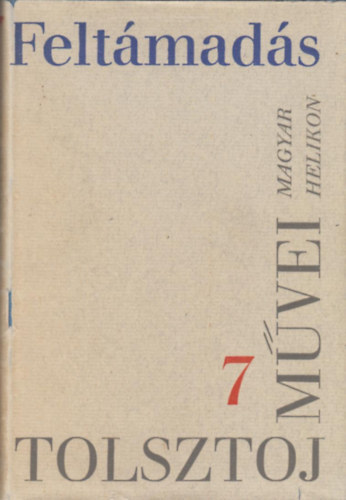 Feltámadás
MAGYAR
HELIKON
MŰVEI
7
TOLSZTOJ